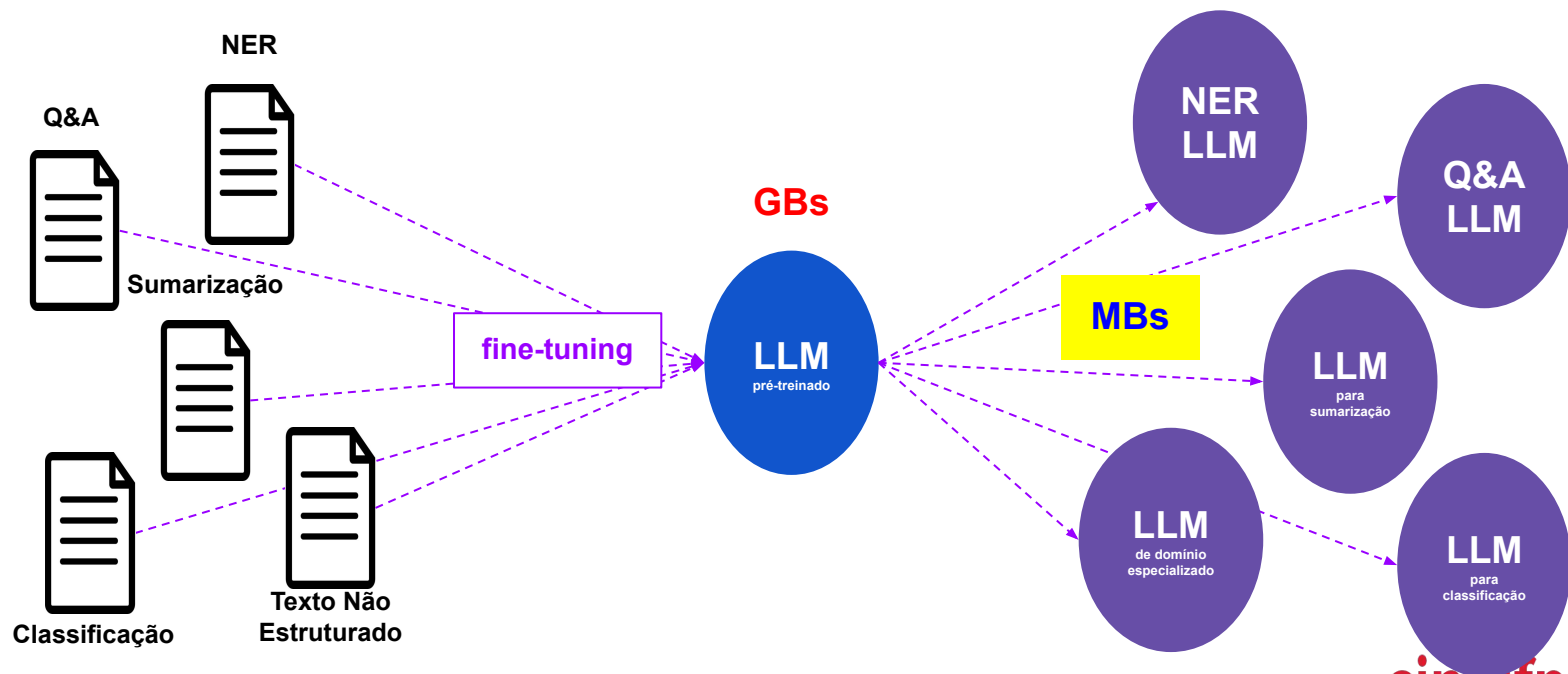 NER
Q&A
Sumarização
Classificação
Texto Não
Estruturado
fine-tuning
GBs
LLM
pré-treinado
MBs
NER
LLM
Q&A
LLM
LLM
para
sumarização
LLM
de domínio
especializado
LLM
para
classificação